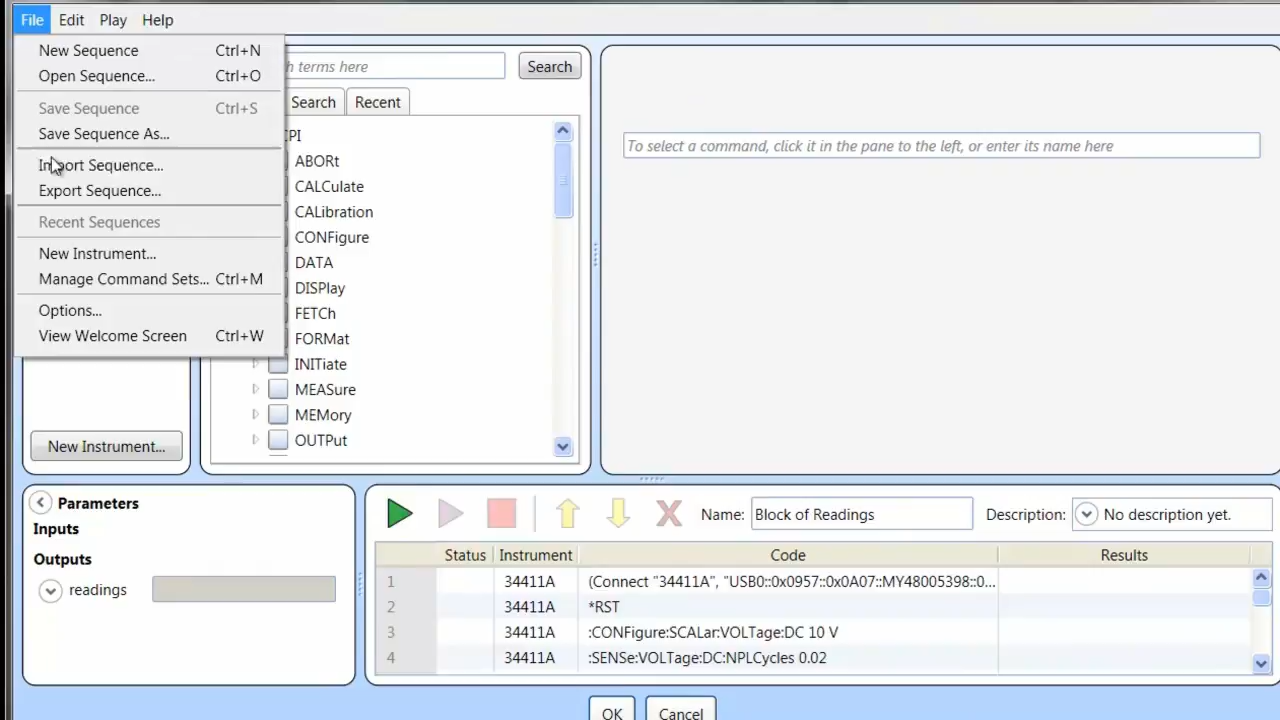 File Edit Play Help
New Sequence Ctrl+N
Open Sequence... Ctrl+O
Save Sequence Ctrl+S
Save Sequence As...
Import Sequence...
Export Sequence...
Recent Sequences
New Instrument...
Manage Command Sets... Ctrl+M
Options...
View Welcome Screen Ctrl+W
New Instrument...
terms here Search
Search Recent
ABORt
CALCulate
CALibration
CONFigure
DATA
DISPlay
FETCh
FORMat
INITiate
MEASure
MEMory
OUTPut
To select a command, click it in the pane to the left, or enter its name here
Parameters
Inputs
Outputs
readings
Name: Block of Readings Description: No description yet.
Status Instrument Code Results
1 34411A (Connect "34411A", "USB0::0x0957::0x0A07::MY48005398::0...
2 34411A *RST
3 34411A :CONFigure:SCALar:VOLTage:DC 10 V
4 34411A :SENSe:VOLTage:DC:NPLCycles 0.02
OK Cancel